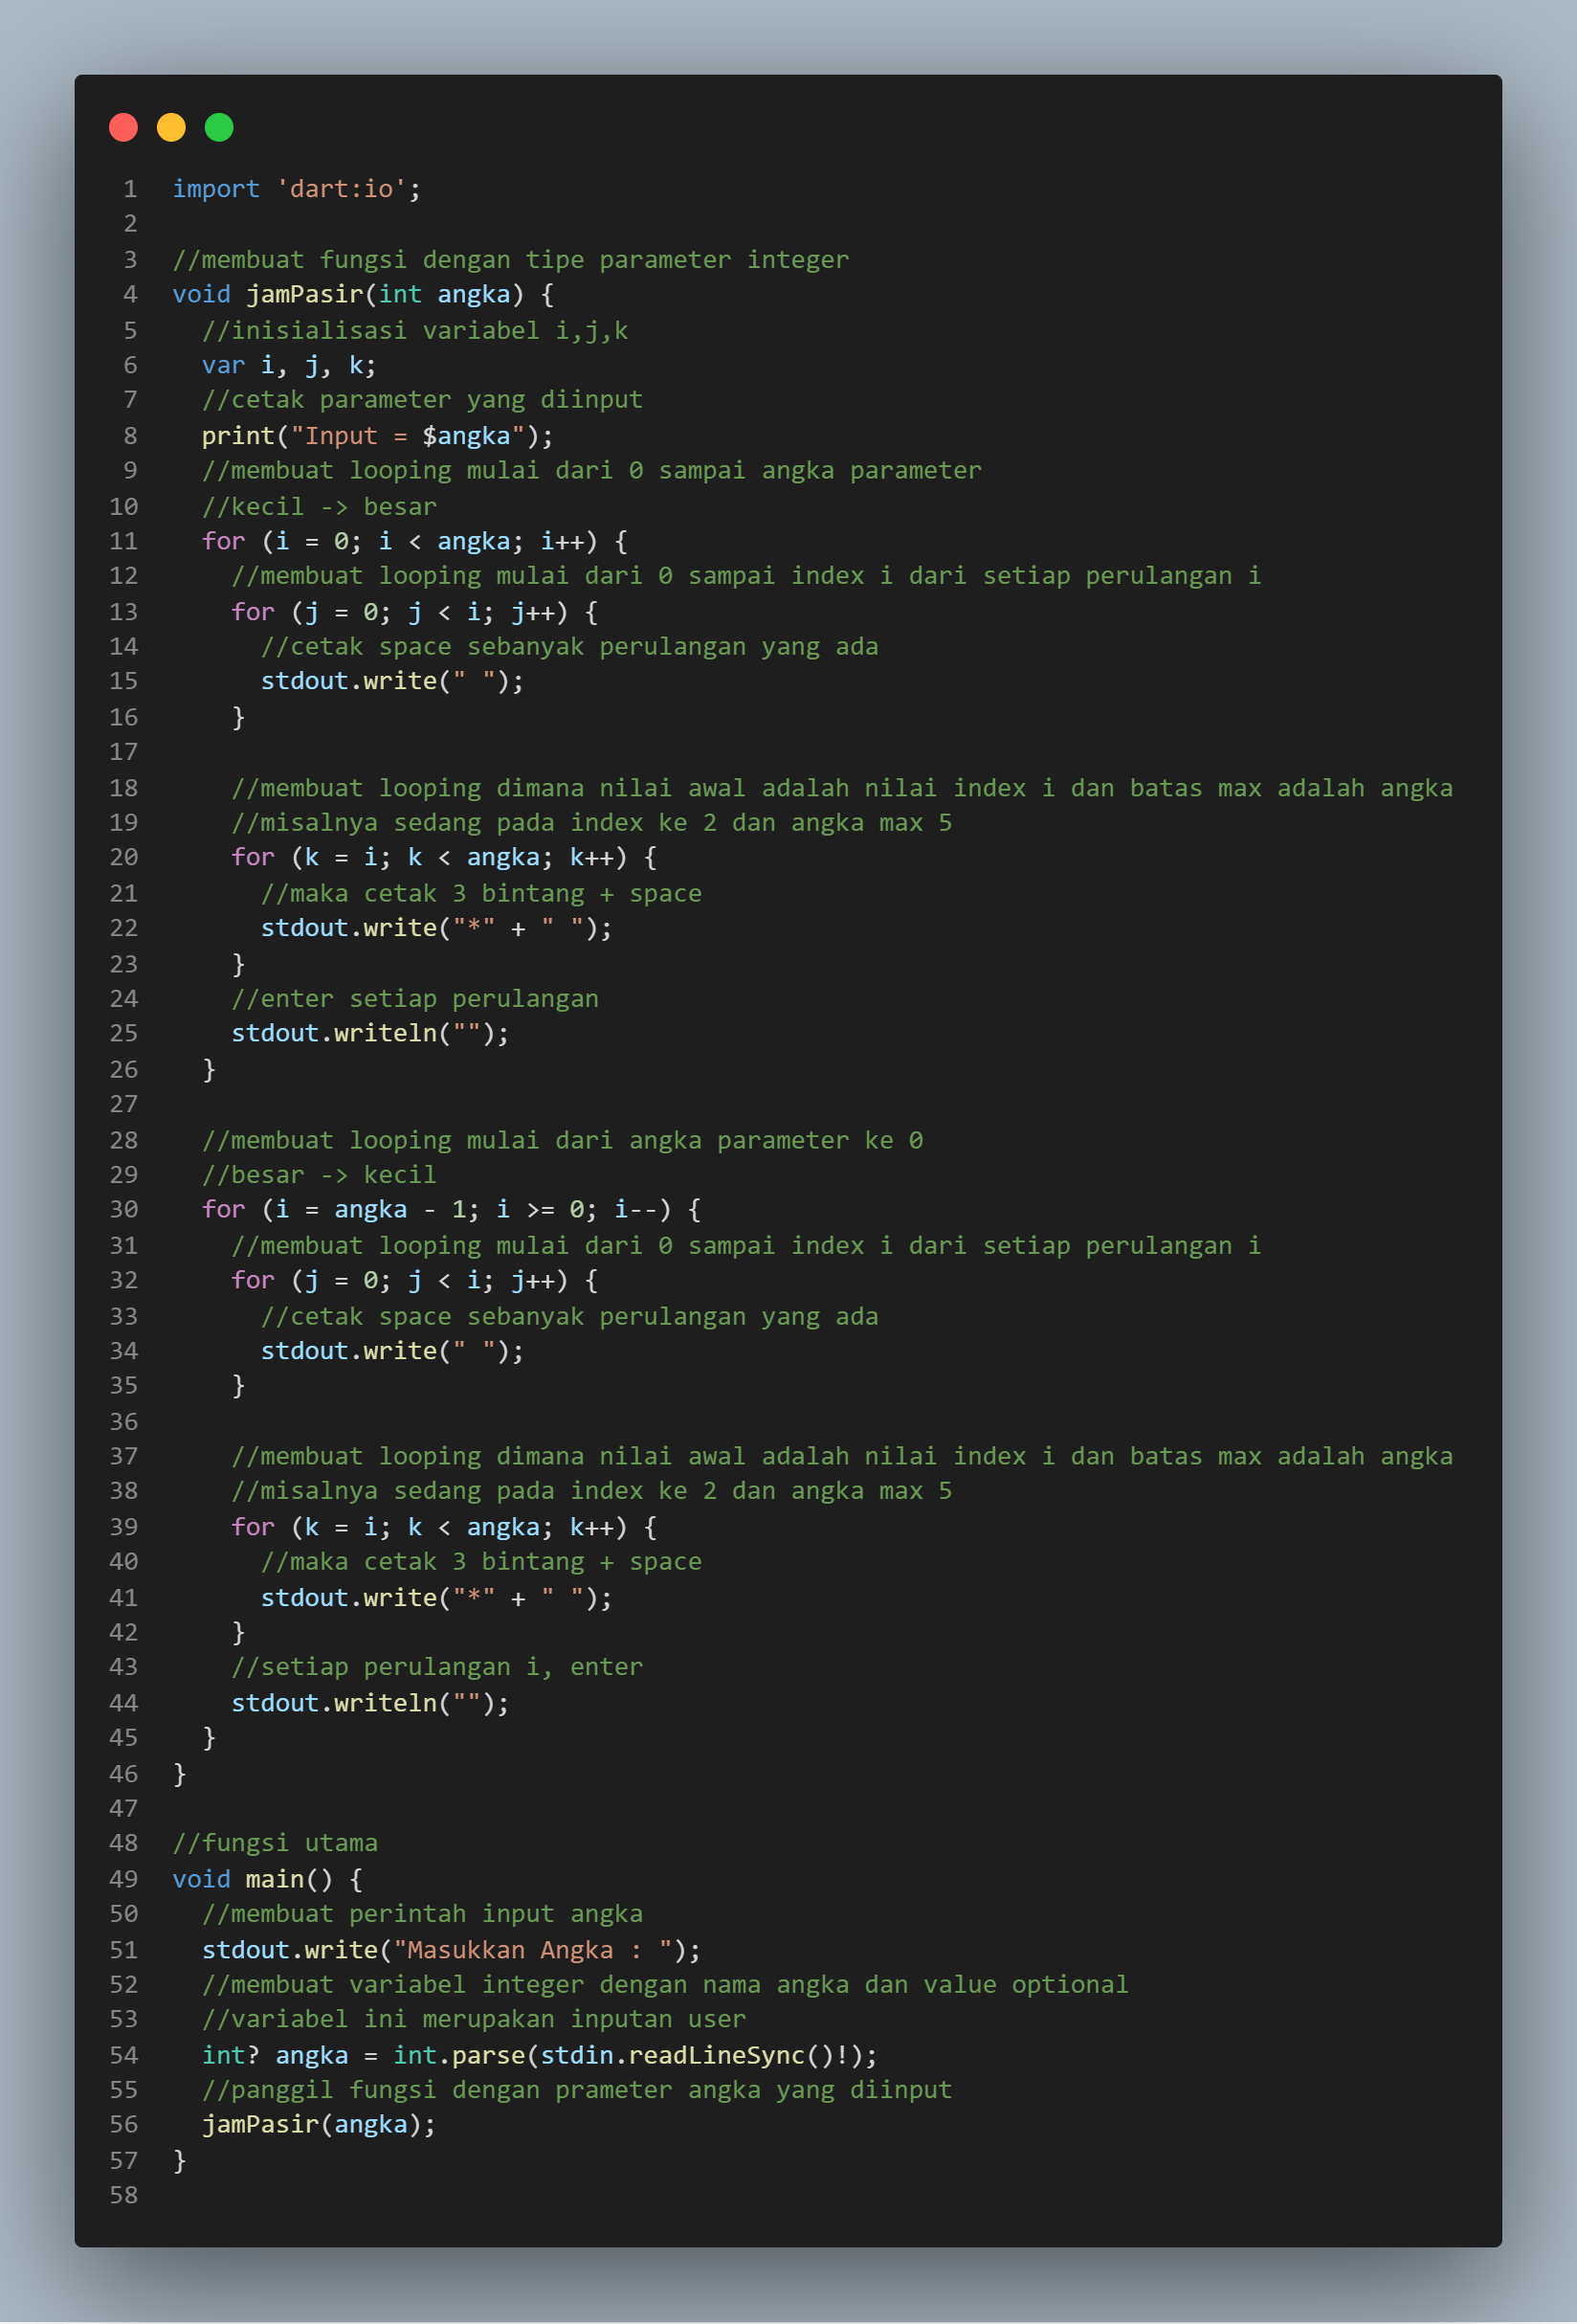 1 import 'dart:io';
2
3 //membuat fungsi dengan tipe parameter integer
4 void jamPasir(int angka) {
5   //inisialisasi variabel i,j,k
6   var i, j, k;
7   //cetak parameter yang diinput
8   print("Input = $angka");
9   //membuat looping mulai dari 0 sampai angka parameter
10   //kecil -> besar
11   for (i = 0; i < angka; i++) {
12     //membuat looping mulai dari 0 sampai index i dari setiap perulangan i
13     for (j = 0; j < i; j++) {
14       //cetak space sebanyak perulangan yang ada
15       stdout.write(" ");
16     }
17
18     //membuat looping dimana nilai awal adalah nilai index i dan batas max adalah angka
19     //misalnya sedang pada index ke 2 dan angka max 5
20     for (k = i; k < angka; k++) {
21       //maka cetak 3 bintang + space
22       stdout.write("*" + " ");
23     }
24     //enter setiap perulangan
25     stdout.writeln("");
26   }
27
28   //membuat looping mulai dari angka parameter ke 0
29   //besar -> kecil
30   for (i = angka - 1; i >= 0; i--) {
31     //membuat looping mulai dari 0 sampai index i dari setiap perulangan i
32     for (j = 0; j < i; j++) {
33       //cetak space sebanyak perulangan yang ada
34       stdout.write(" ");
35     }
36
37     //membuat looping dimana nilai awal adalah nilai index i dan batas max adalah angka
38     //misalnya sedang pada index ke 2 dan angka max 5
39     for (k = i; k < angka; k++) {
40       //maka cetak 3 bintang + space
41       stdout.write("*" + " ");
42     }
43     //setiap perulangan i, enter
44     stdout.writeln("");
45   }
46 }
47
48 //fungsi utama
49 void main() {
50   //membuat perintah input angka
51   stdout.write("Masukkan Angka : ");
52   //membuat variabel integer dengan nama angka dan value optional
53   //variabel ini merupakan inputan user
54   int? angka = int.parse(stdin.readLineSync()!);
55   //panggil fungsi dengan prameter angka yang diinput
56   jamPasir(angka);
57 }
58